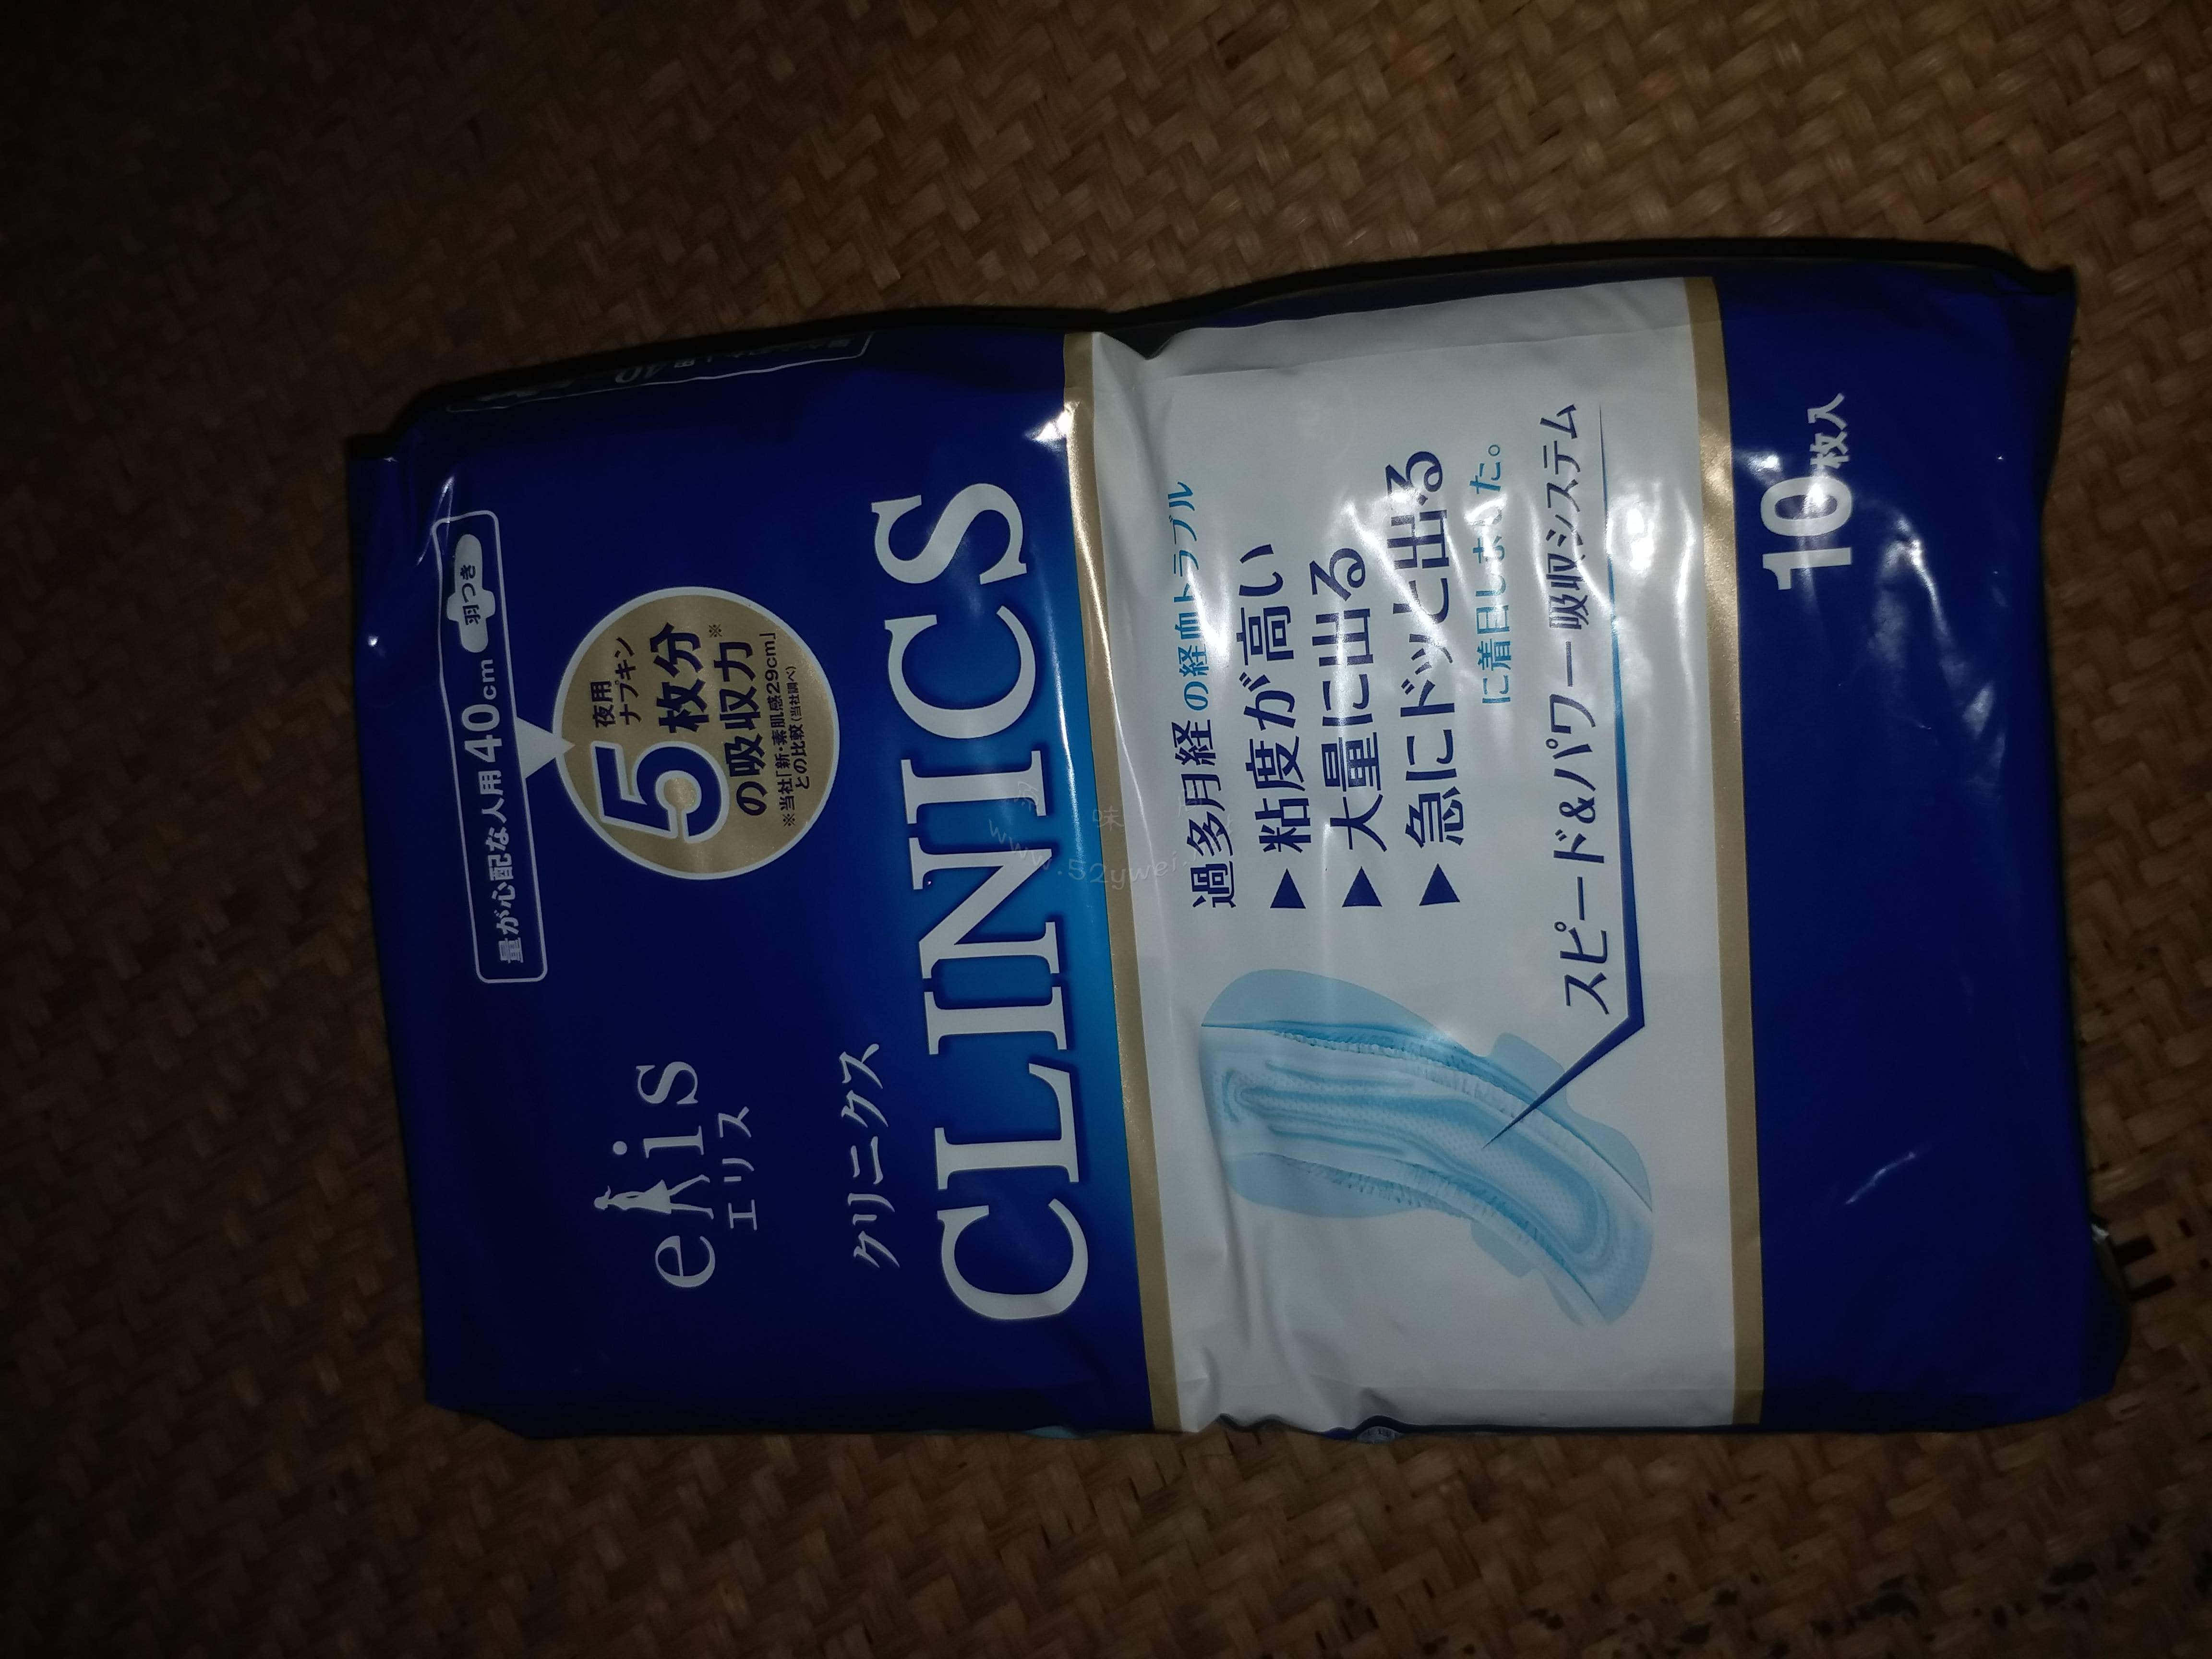 量が心配な人用 40cm 羽つき
夜用
ナプキン
5枚分
の吸収力※
※当社「新・素肌感29cm」
との比較(当社調べ)
elis
エリス
クリニクス
CLINICS
過多月経の経血トラブル
▶粘度が高い
▶大量に出る
▶急にドッと出る
に着目しました。
スピード&パワー吸収システム
10枚入
www.52ywei.